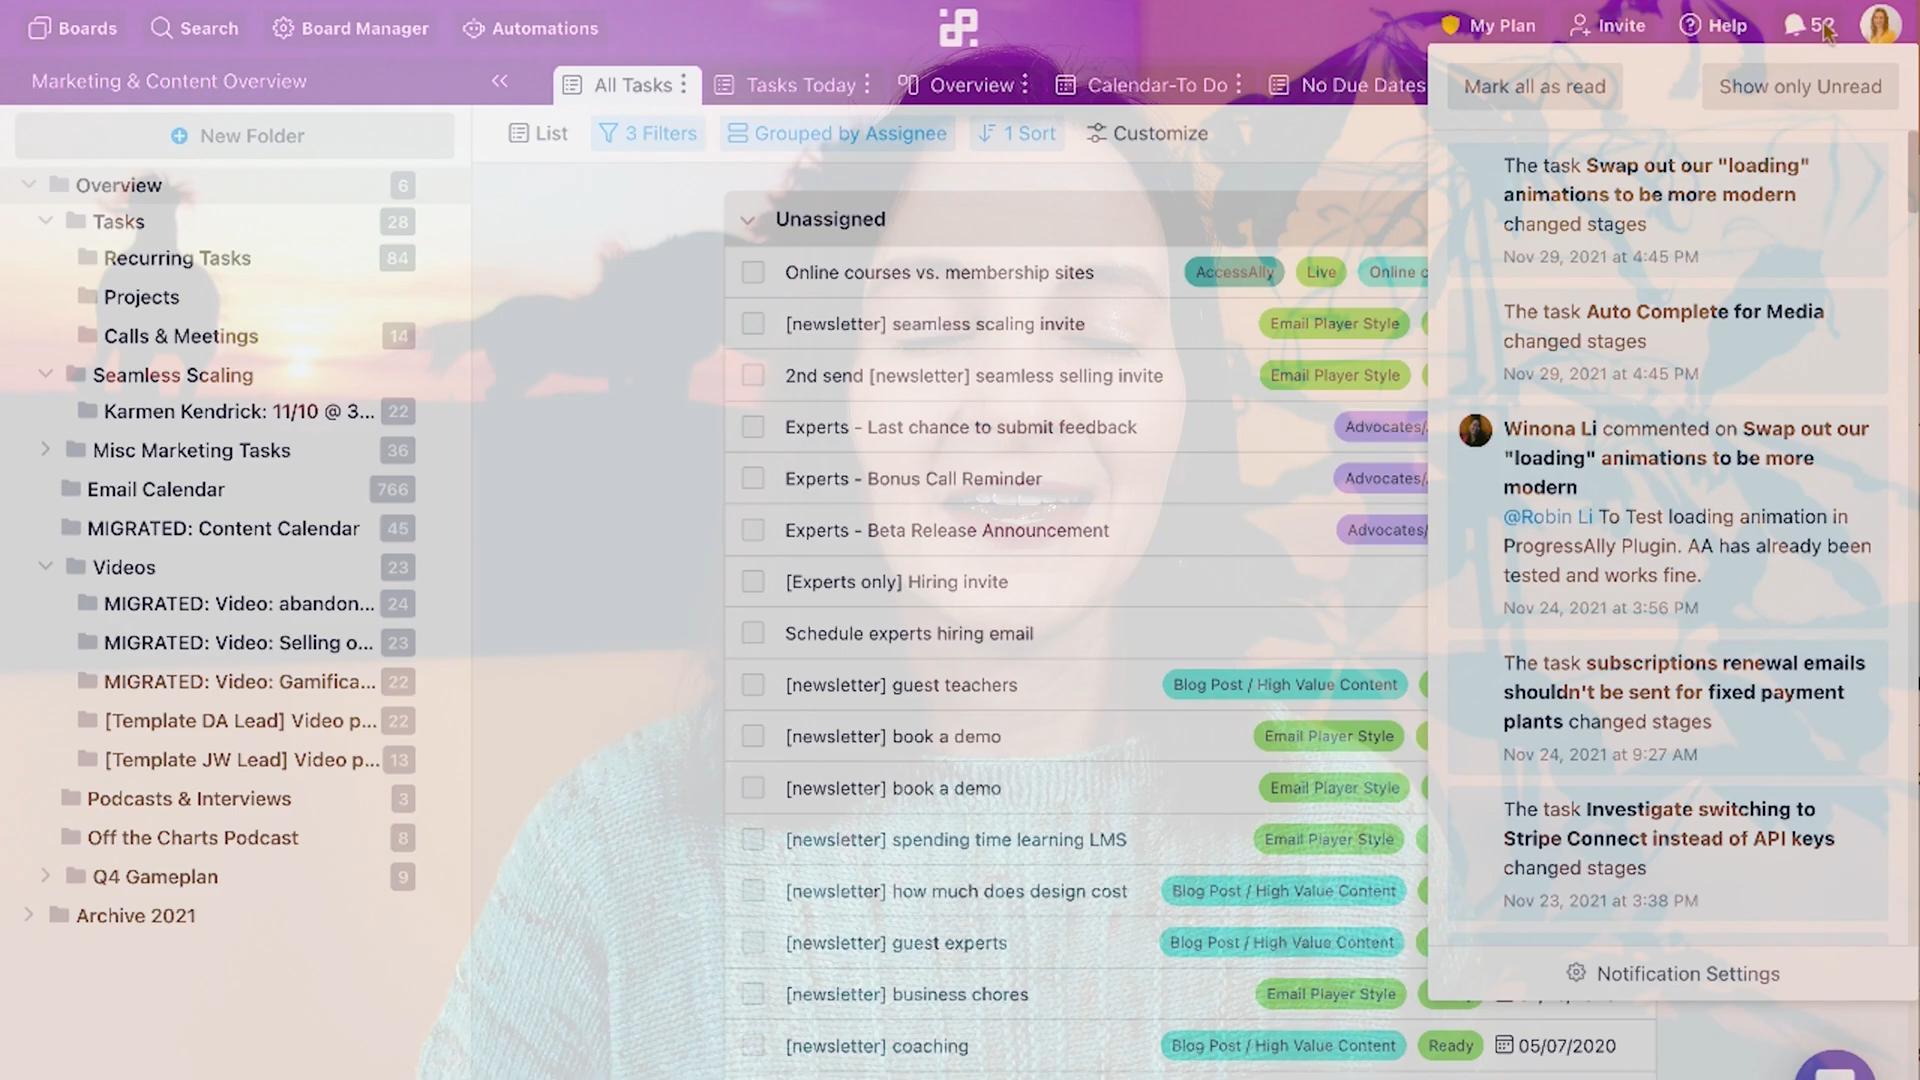 Boards Search Board Manager Automations My Plan Invite Help
Marketing & Content Overview
All Tasks Tasks Today Overview Calendar-To Do No Due Dates
New Folder
Overview 6
Tasks 28
Recurring Tasks 84
Projects
Calls & Meetings 14
Seamless Scaling
Karmen Kendrick: 11/10 @ 3... 22
Misc Marketing Tasks 36
Email Calendar 766
MIGRATED: Content Calendar 45
Videos 23
MIGRATED: Video: abandon... 24
MIGRATED: Video: Selling o... 23
MIGRATED: Video: Gamifica... 22
[Template DA Lead] Video p... 22
[Template JW Lead] Video p... 13
Podcasts & Interviews 3
Off the Charts Podcast 8
Q4 Gameplan 9
Archive 2021
List 3 Filters Grouped by Assignee 1 Sort Customize
Unassigned
Online courses vs. membership sites AccessAlly Live Online c
[newsletter] seamless scaling invite Email Player Style
2nd send [newsletter] seamless selling invite Email Player Style
Experts - Last chance to submit feedback Advocates/
Experts - Bonus Call Reminder Advocates/
Experts - Beta Release Announcement Advocates/
[Experts only] Hiring invite
Schedule experts hiring email
[newsletter] guest teachers Blog Post / High Value Content
[newsletter] book a demo Email Player Style
[newsletter] book a demo Email Player Style
[newsletter] spending time learning LMS Email Player Style
[newsletter] how much does design cost Blog Post / High Value Content
[newsletter] guest experts Blog Post / High Value Content
[newsletter] business chores Email Player Style
[newsletter] coaching Blog Post / High Value Content Ready 05/07/2020
Mark all as read Show only Unread
The task Swap out our "loading"
animations to be more modern
changed stages
Nov 29, 2021 at 4:45 PM
The task Auto Complete for Media
changed stages
Nov 29, 2021 at 4:45 PM
Winona Li commented on Swap out our
"loading" animations to be more
modern
@Robin Li To Test loading animation in
ProgressAlly Plugin. AA has already been
tested and works fine.
Nov 24, 2021 at 3:56 PM
The task subscriptions renewal emails
shouldn't be sent for fixed payment
plants changed stages
Nov 24, 2021 at 9:27 AM
The task Investigate switching to
Stripe Connect instead of API keys
changed stages
Nov 23, 2021 at 3:38 PM
Notification Settings